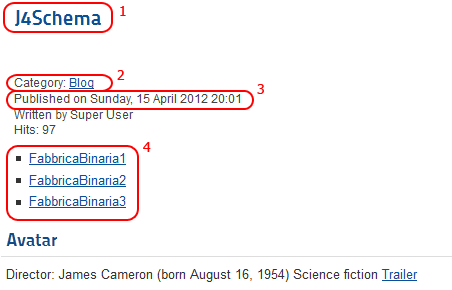 J4Schema 1
Category: Blog 2
Published on Sunday, 15 April 2012 20:01 3
Written by Super User
Hits: 97
4
FabbricaBinaria1
FabbricaBinaria2
FabbricaBinaria3
Avatar
Director: James Cameron (born August 16, 1954) Science fiction Trailer